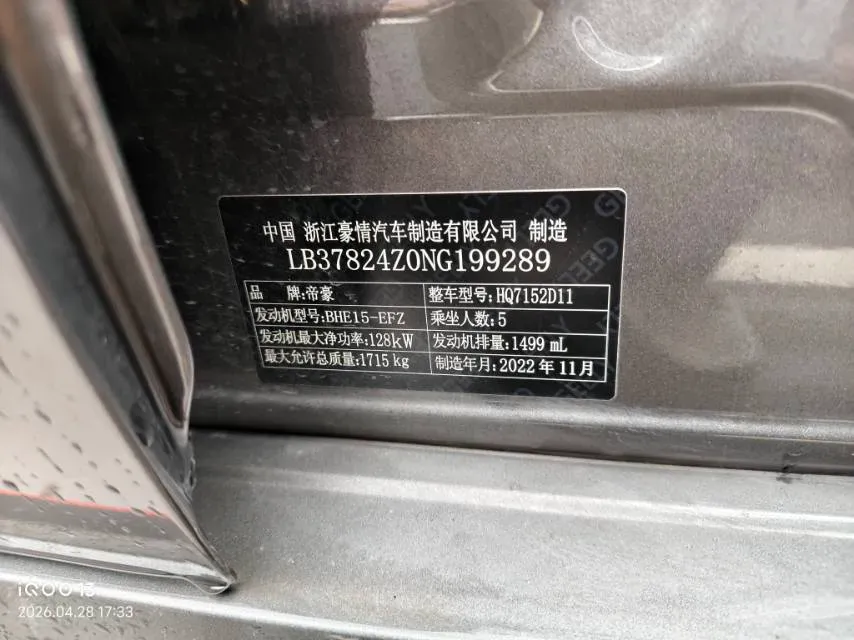 中国 浙江豪情汽车制造有限公司 制造
LB37824Z0NG199289
品 牌:帝豪 整车型号:HQ7152D11
发动机型号:BHE15-EFZ 乘坐人数:5
发动机最大净功率:128kW 发动机排量:1499 mL
最大允许总质量:1715 kg 制造年月:2022 年 11月
iQOO 13
2026.04.28 17:33